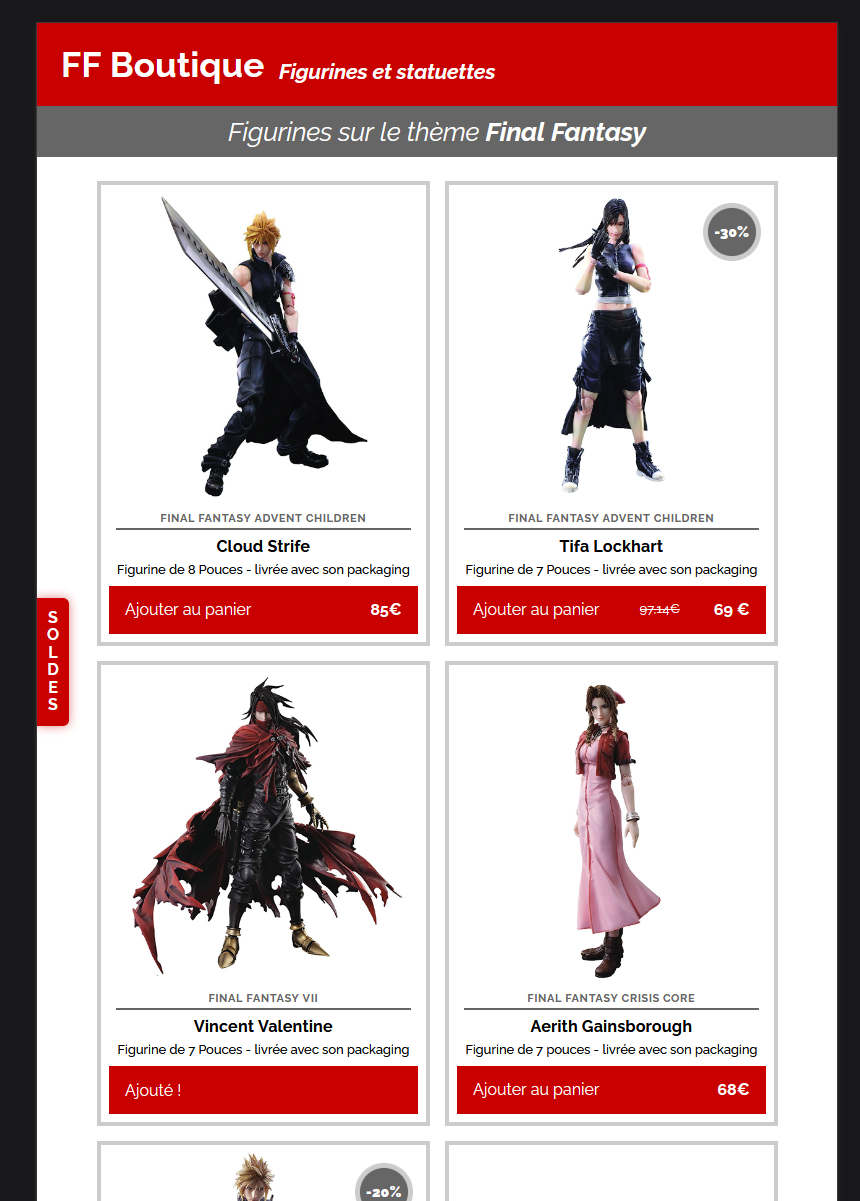 FF Boutique Figurines et statuettes
Figurines sur le thème Final Fantasy
-30%
FINAL FANTASY ADVENT CHILDREN
Cloud Strife
Figurine de 8 Pouces - livrée avec son packaging
Ajouter au panier 85€
FINAL FANTASY ADVENT CHILDREN
Tifa Lockhart
Figurine de 7 Pouces - livrée avec son packaging
Ajouter au panier 97.14€ 69 €
SOLDES
FINAL FANTASY VII
Vincent Valentine
Figurine de 7 Pouces - livrée avec son packaging
Ajouté !
FINAL FANTASY CRISIS CORE
Aerith Gainsborough
Figurine de 7 pouces - livrée avec son packaging
Ajouter au panier 68€
-20%